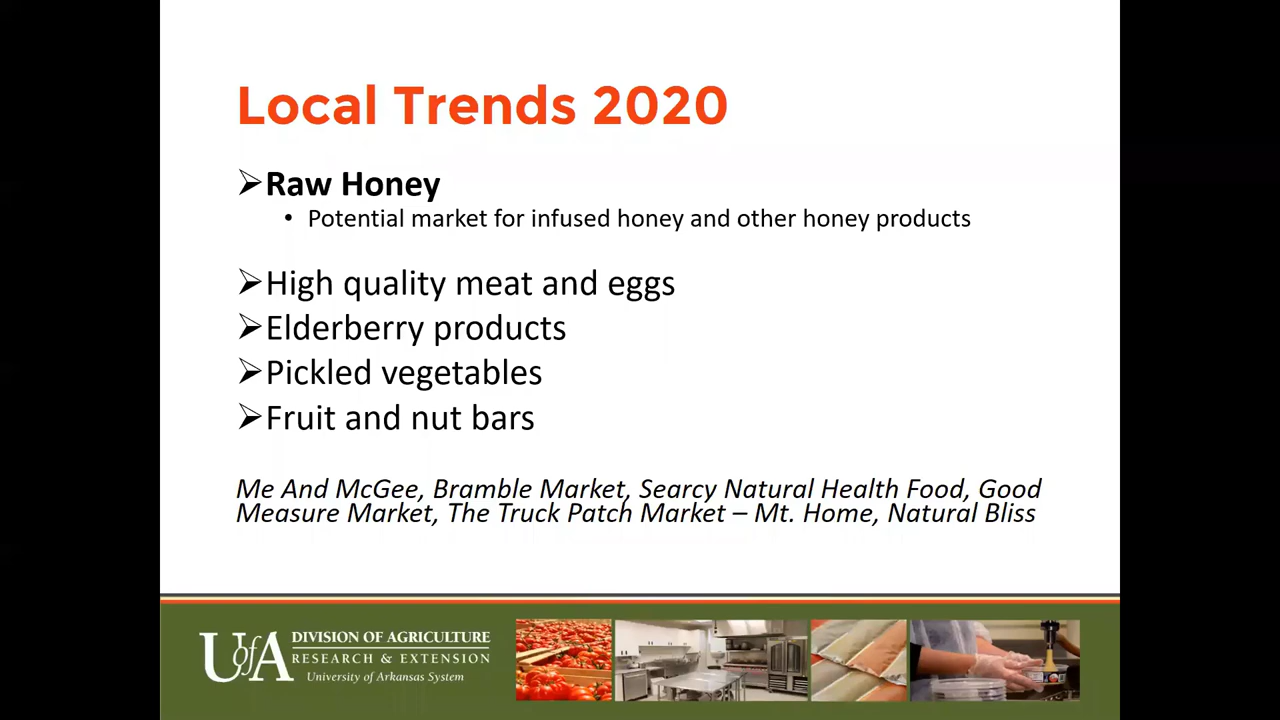 Local Trends 2020
➢Raw Honey
• Potential market for infused honey and other honey products
➢High quality meat and eggs
➢Elderberry products
➢Pickled vegetables
➢Fruit and nut bars
Me And McGee, Bramble Market, Searcy Natural Health Food, Good
Measure Market, The Truck Patch Market – Mt. Home, Natural Bliss
UofA
DIVISION OF AGRICULTURE
RESEARCH & EXTENSION
University of Arkansas System